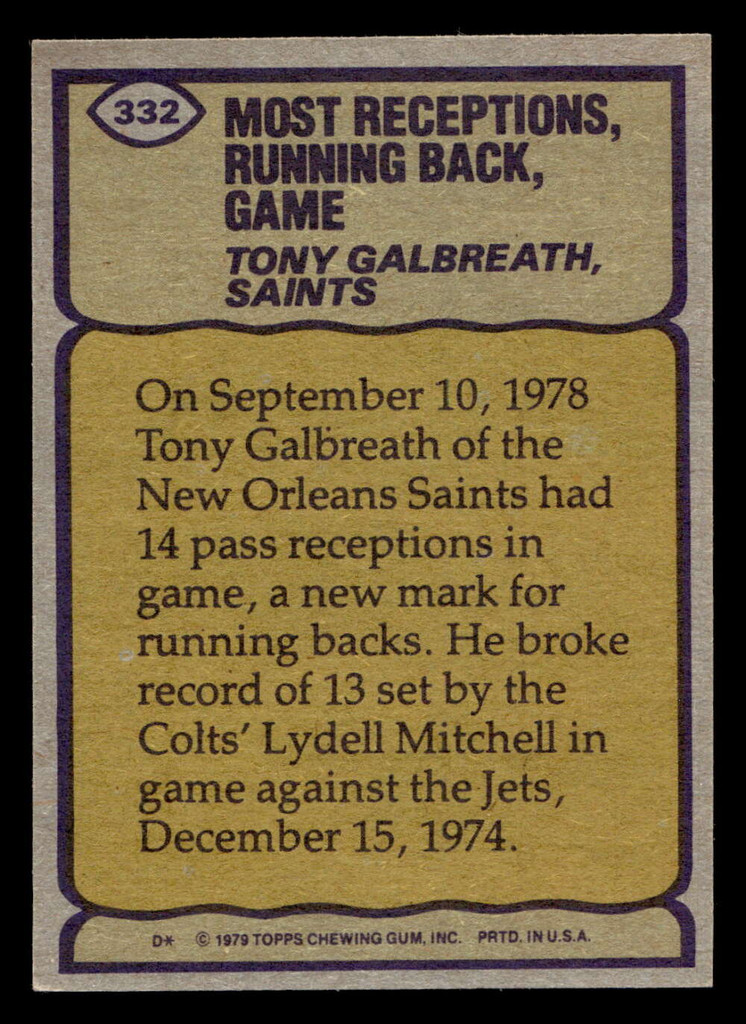 332
MOST RECEPTIONS,
RUNNING BACK,
GAME
TONY GALBREATH,
SAINTS
On September 10, 1978
Tony Galbreath of the
New Orleans Saints had
14 pass receptions in
game, a new mark for
running backs. He broke
record of 13 set by the
Colts' Lydell Mitchell in
game against the Jets,
December 15, 1974.
D* © 1979 TOPPS CHEWING GUM, INC. PRTD. IN U.S.A.